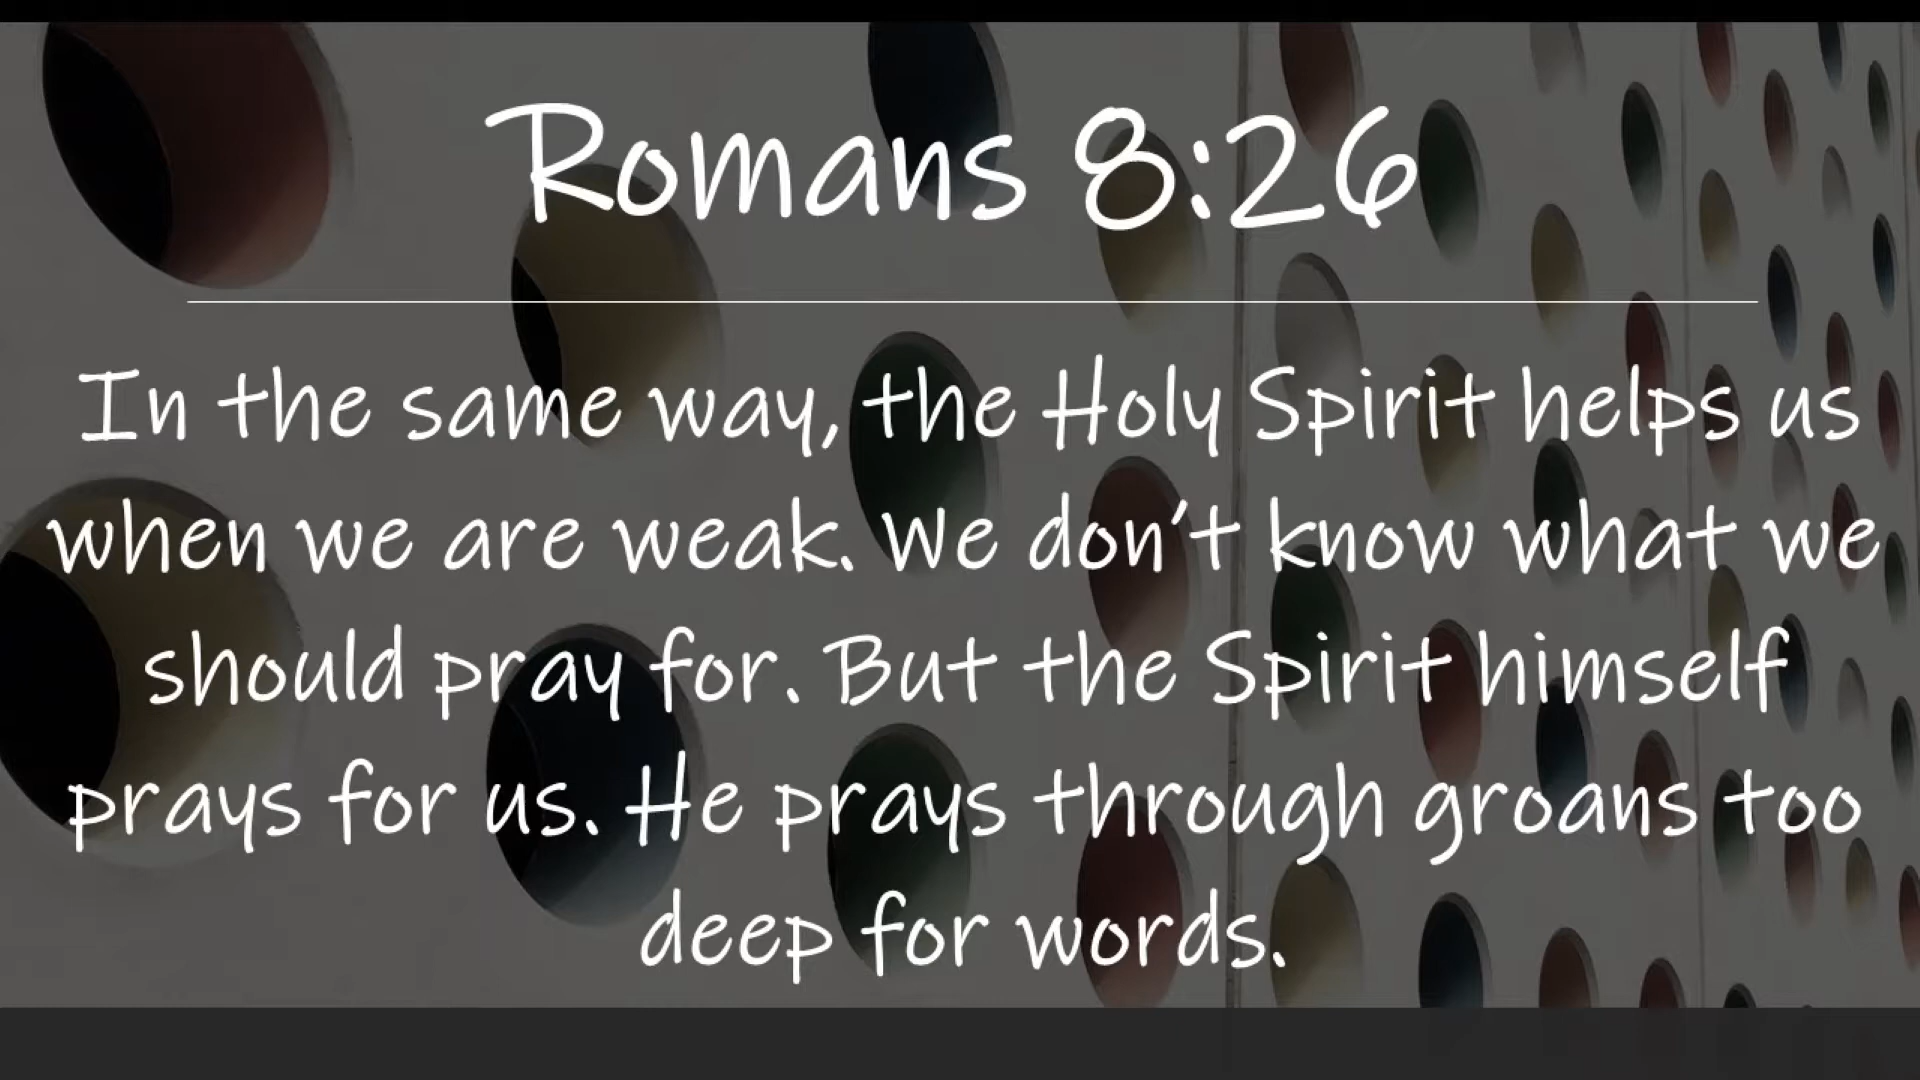 Romans 8:26
In the same way, the Holy Spirit helps us
when we are weak. We don't know what we
should pray for. But the Spirit himself
prays for us. He prays through groans too
deep for words.